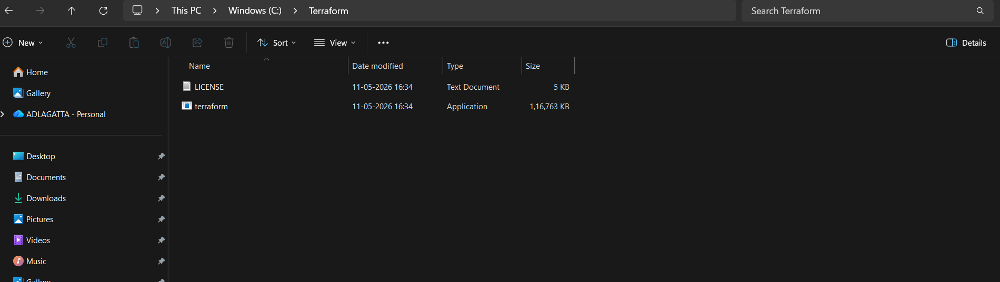 This PC > Windows (C:) > Terraform
Search Terraform
New
Sort
View
Details
Name Date modified Type Size
LICENSE 11-05-2026 16:34 Text Document 5 KB
terraform 11-05-2026 16:34 Application 1,16,763 KB
Home
Gallery
ADLAGATTA - Personal
Desktop
Documents
Downloads
Pictures
Videos
Music
Gallery